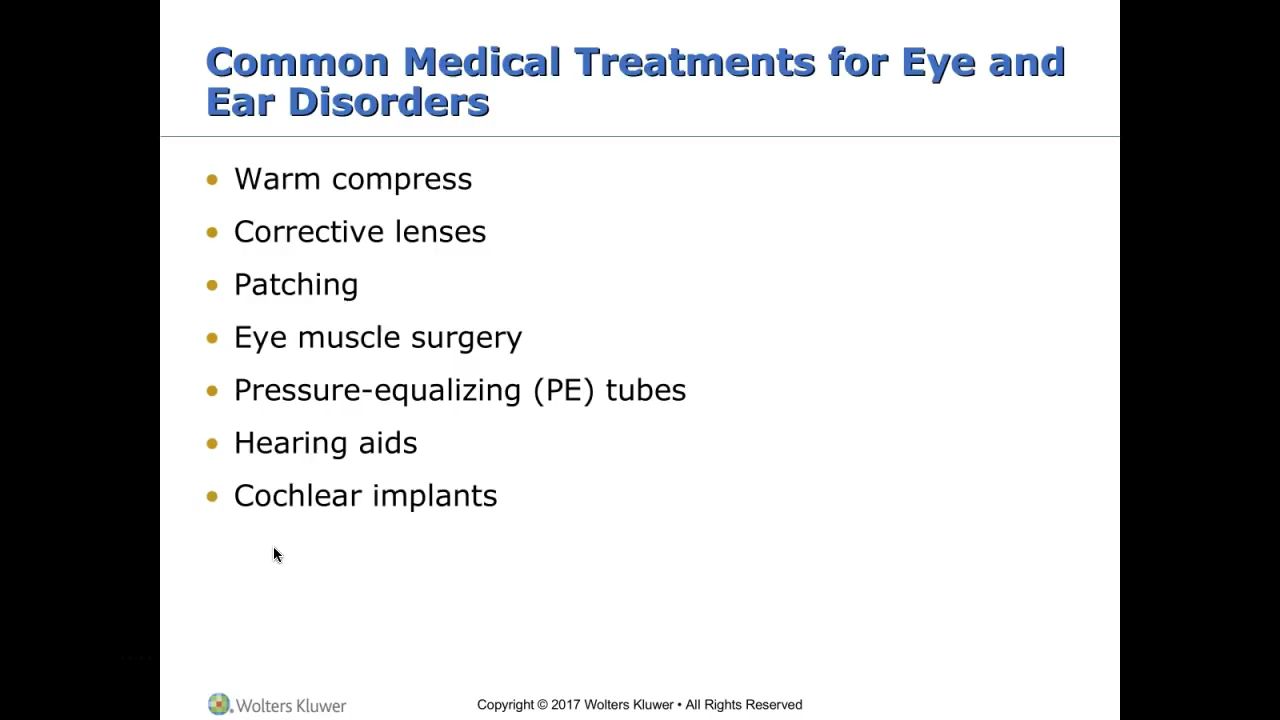 Common Medical Treatments for Eye and
Ear Disorders
• Warm compress
• Corrective lenses
• Patching
• Eye muscle surgery
• Pressure-equalizing (PE) tubes
• Hearing aids
• Cochlear implants
Wolters Kluwer
Copyright © 2017 Wolters Kluwer • All Rights Reserved